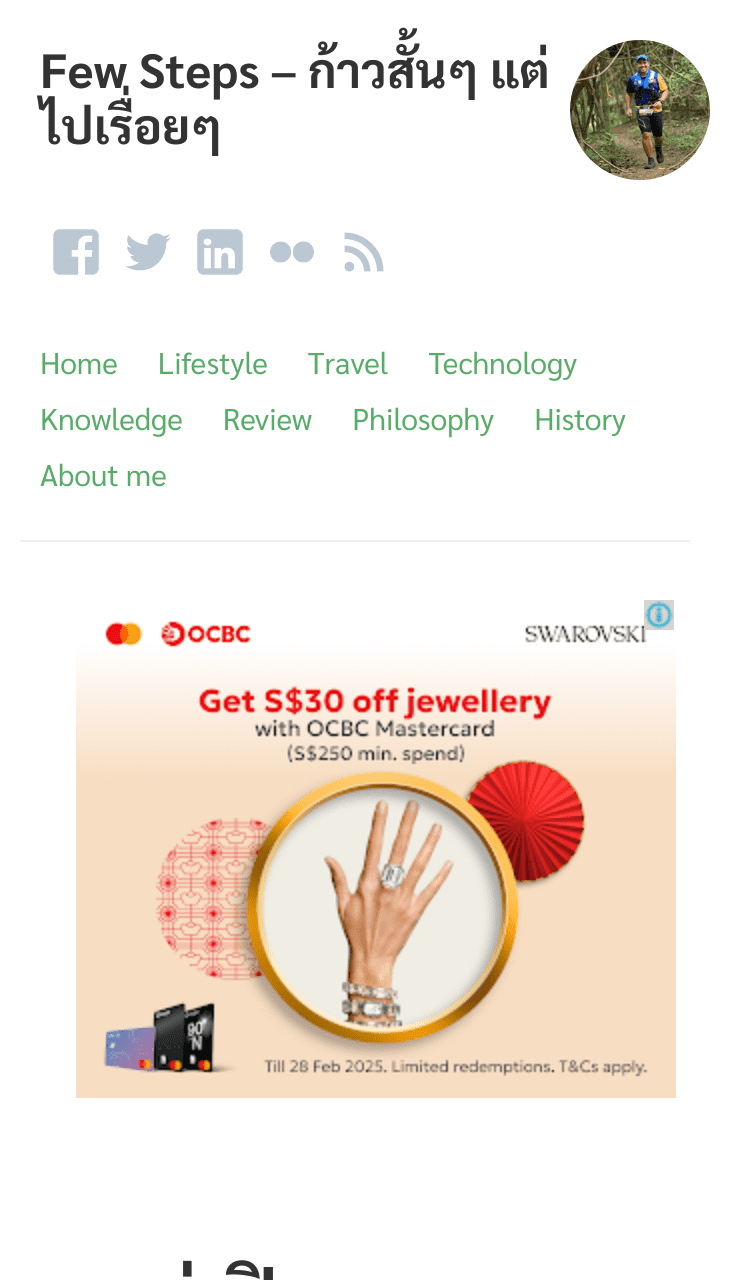 Few Steps – ก้าวสั้นๆ แต่
ไปเรื่อยๆ
Home Lifestyle Travel Technology
Knowledge Review Philosophy History
About me
OCBC SWAROVSKI
Get S$30 off jewellery
with OCBC Mastercard
(S$250 min. spend)
90°N
Till 28 Feb 2025. Limited redemptions. T&Cs apply.